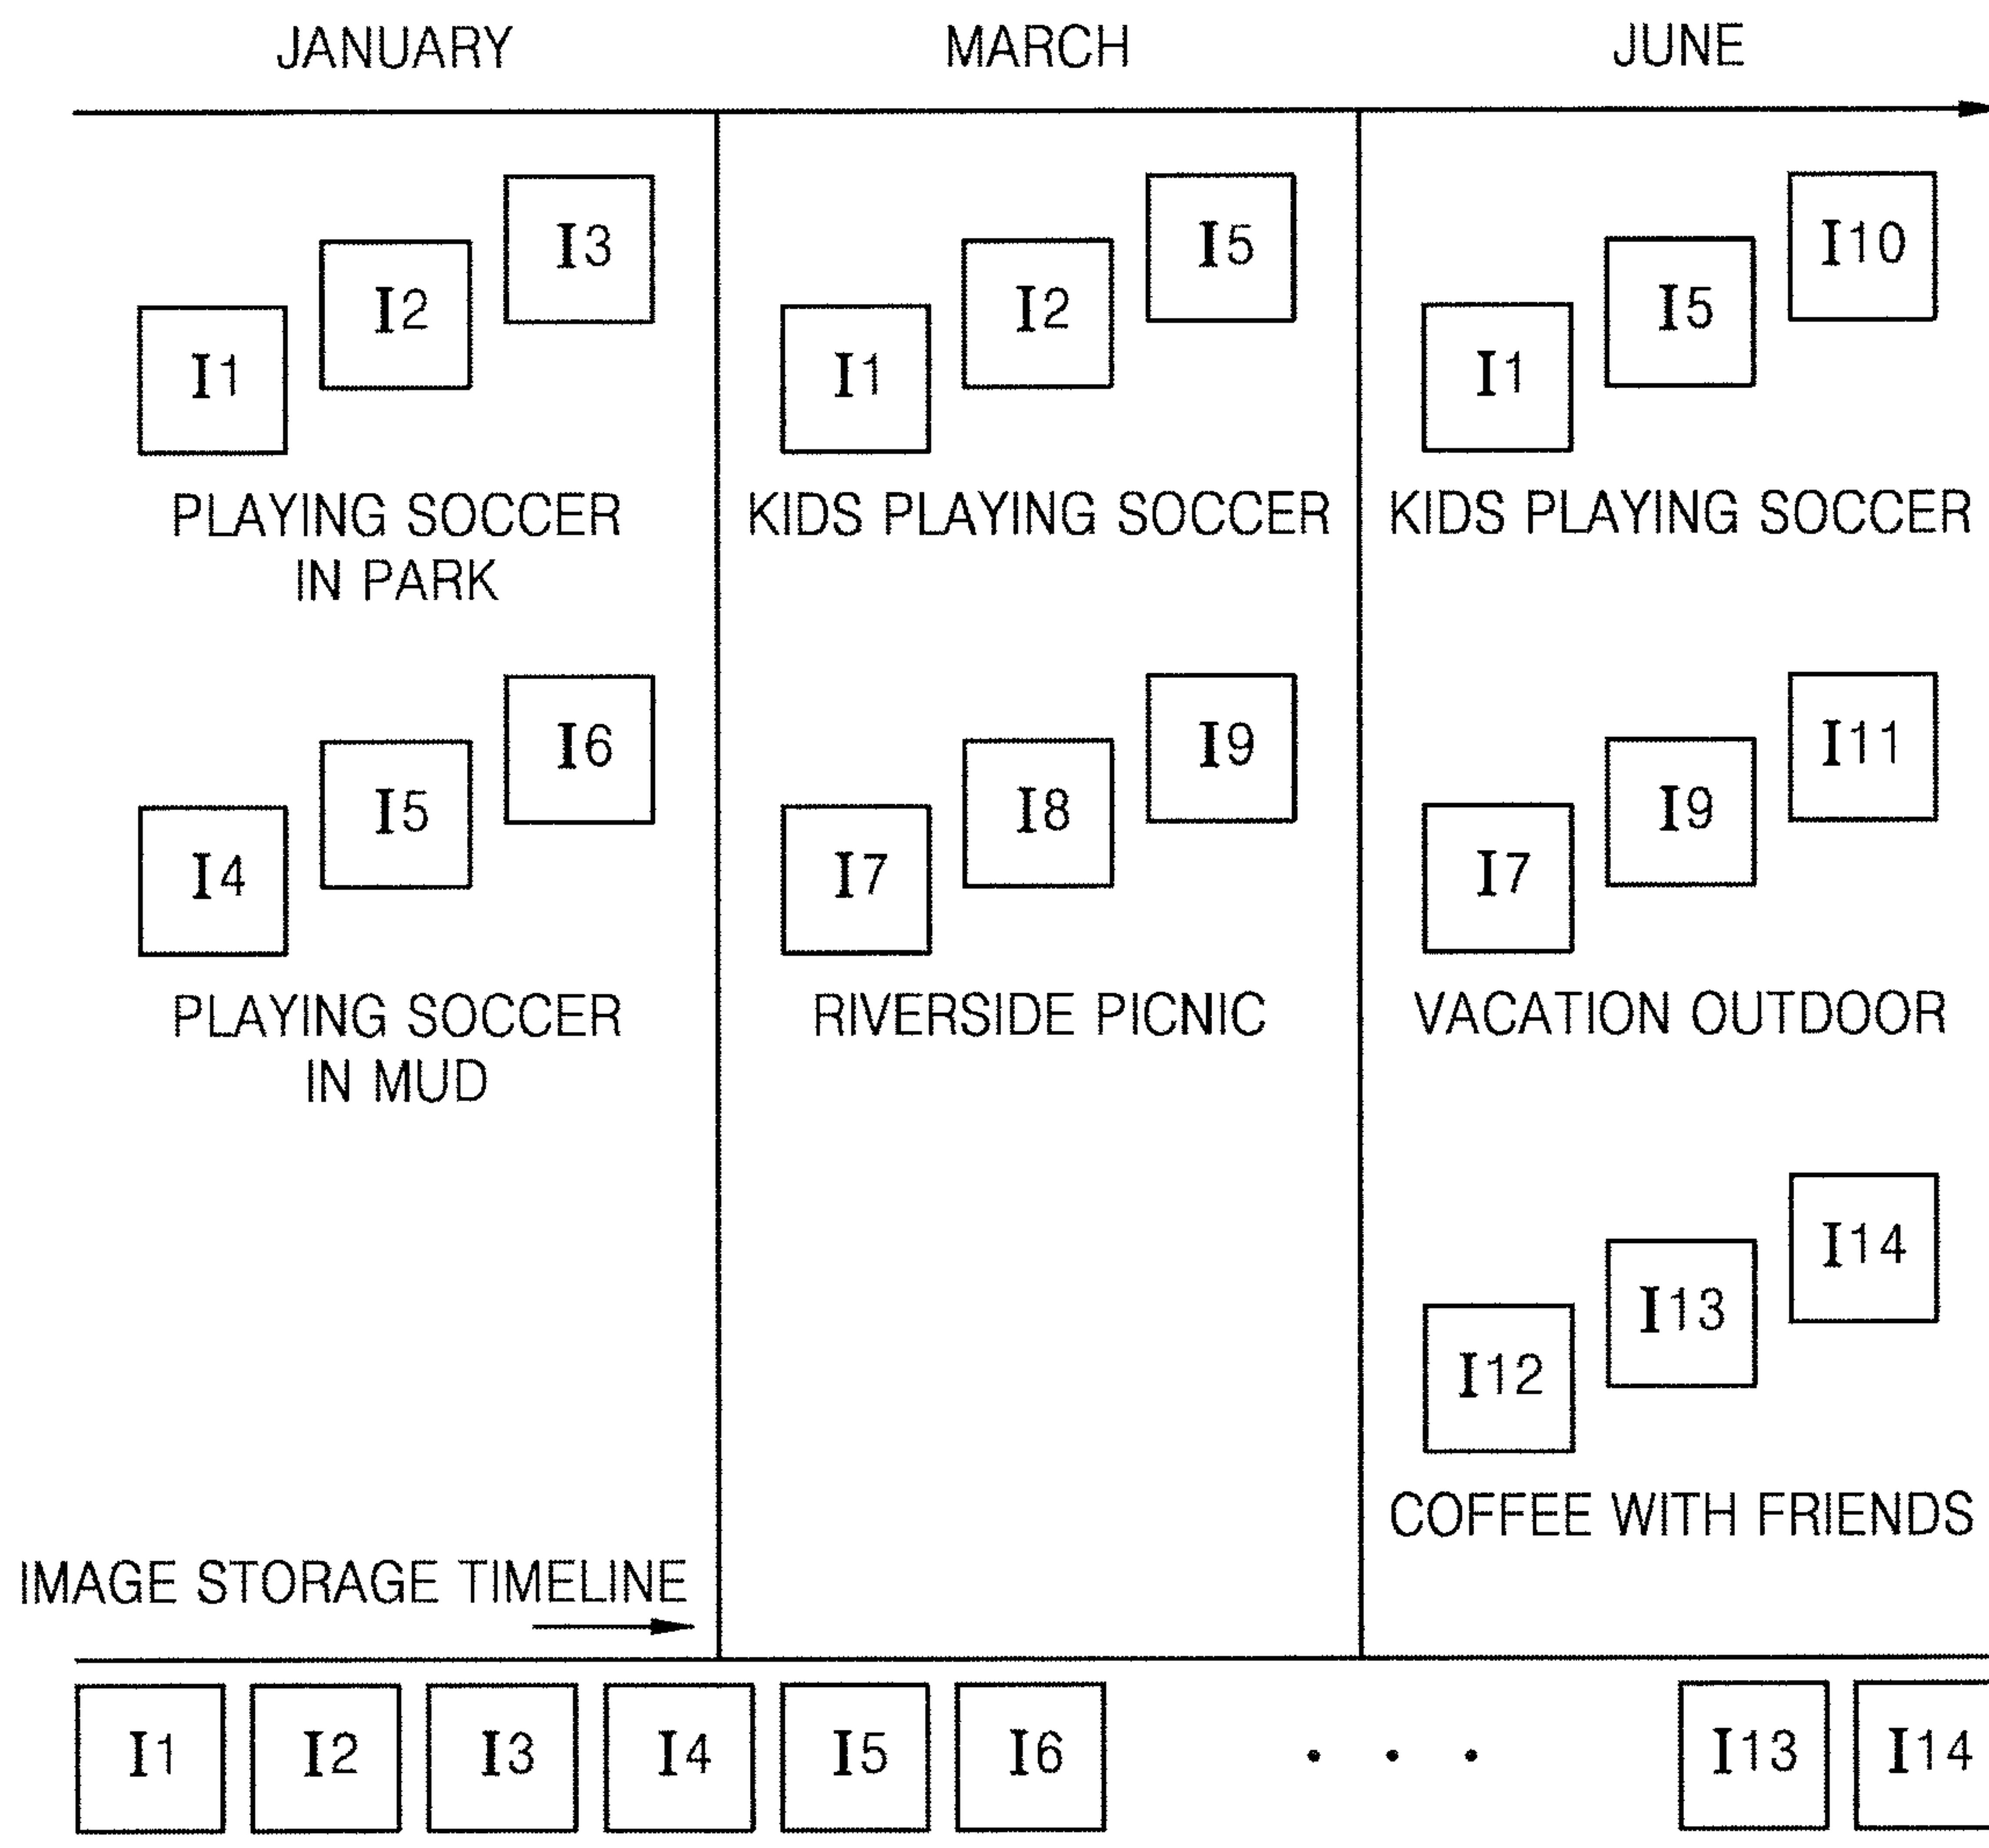 JANUARY MARCH JUNE
I3 I5 I10
I2 I2 I5
I1 I1 I1
PLAYING SOCCER KIDS PLAYING SOCCER KIDS PLAYING SOCCER
IN PARK
I6 I9 I11
I5 I8 I9
I4 I7 I7
PLAYING SOCCER RIVERSIDE PICNIC VACATION OUTDOOR
IN MUD
I14
I13
I12
COFFEE WITH FRIENDS
IMAGE STORAGE TIMELINE
I1 I2 I3 I4 I5 I6 . . . I13 I14